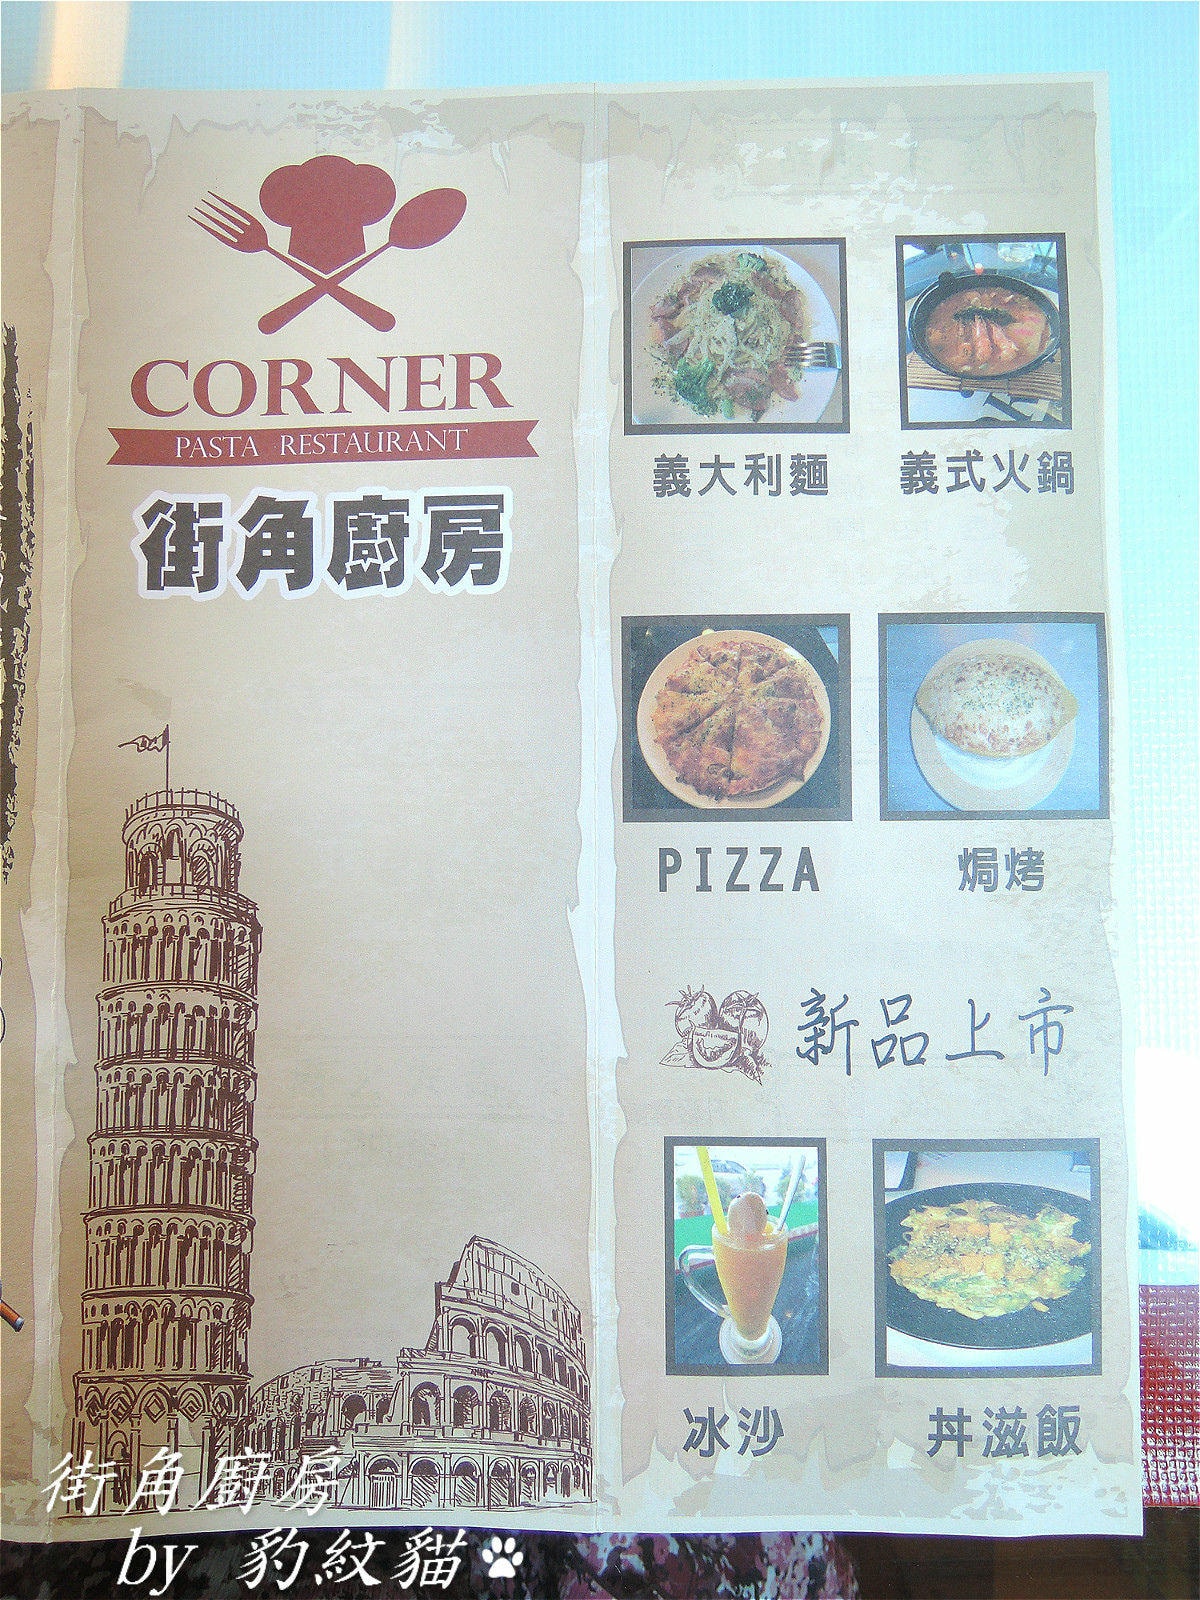 CORNER
PASTA RESTAURANT
街角廚房
義大利麵
義式火鍋
PIZZA
焗烤
新品上市
冰沙
丼滋飯
街角廚房
by 豹紋貓